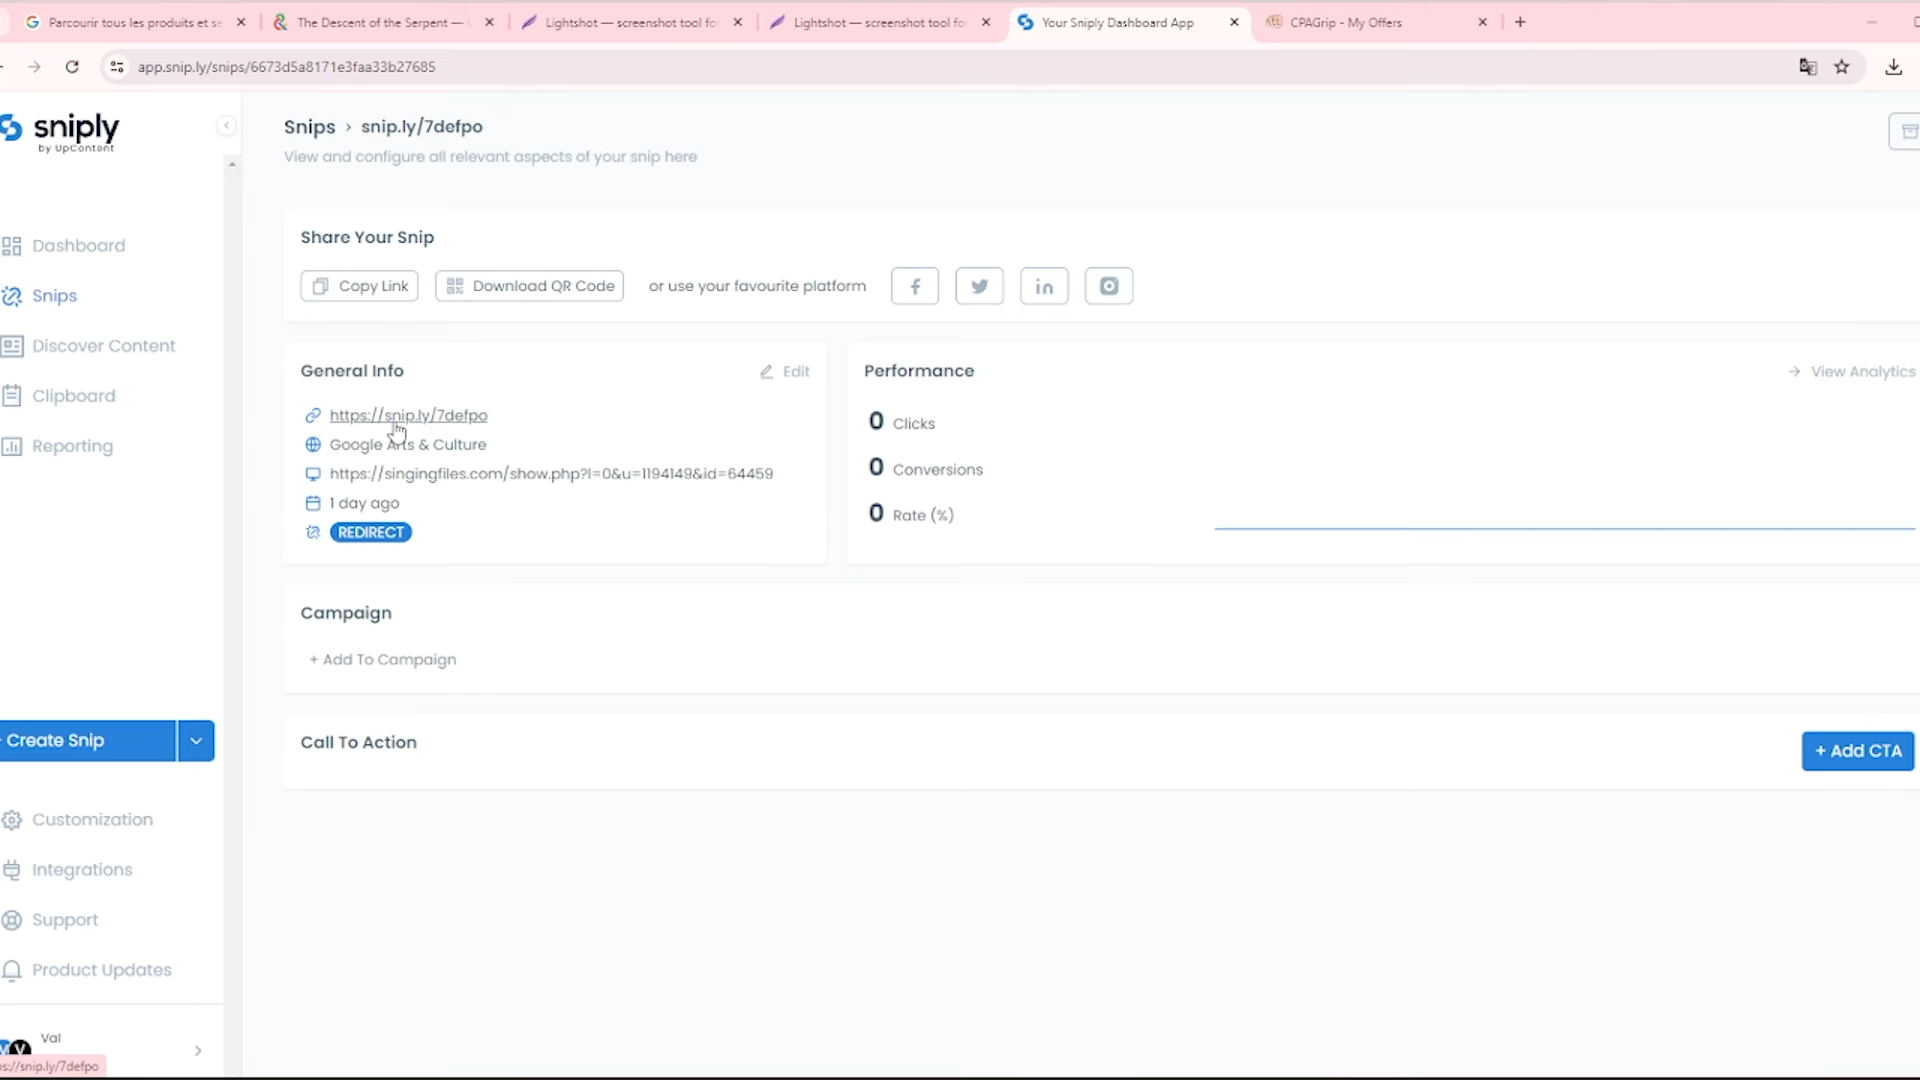 Parcourir tous les produits et se
The Descent of the Serpent —
Lightshot — screenshot tool fo
Lightshot — screenshot tool fo
Your Sniply Dashboard App
CPAGrip - My Offers
app.snip.ly/snips/6673d5a8171e3faa33b27685
sniply
by UpContent
Snips › snip.ly/7defpo
View and configure all relevant aspects of your snip here
Dashboard
Snips
Discover Content
Clipboard
Reporting
Create Snip
Customization
Integrations
Support
Product Updates
Val
ps://snip.ly/7defpo
Share Your Snip
Copy Link
Download QR Code
or use your favourite platform
General Info
Edit
https://snip.ly/7defpo
Google Arts & Culture
https://singingfiles.com/show.php?l=0&u=1194149&id=64459
1 day ago
REDIRECT
Performance
→ View Analytics
0 Clicks
0 Conversions
0 Rate (%)
Campaign
+ Add To Campaign
Call To Action
+ Add CTA